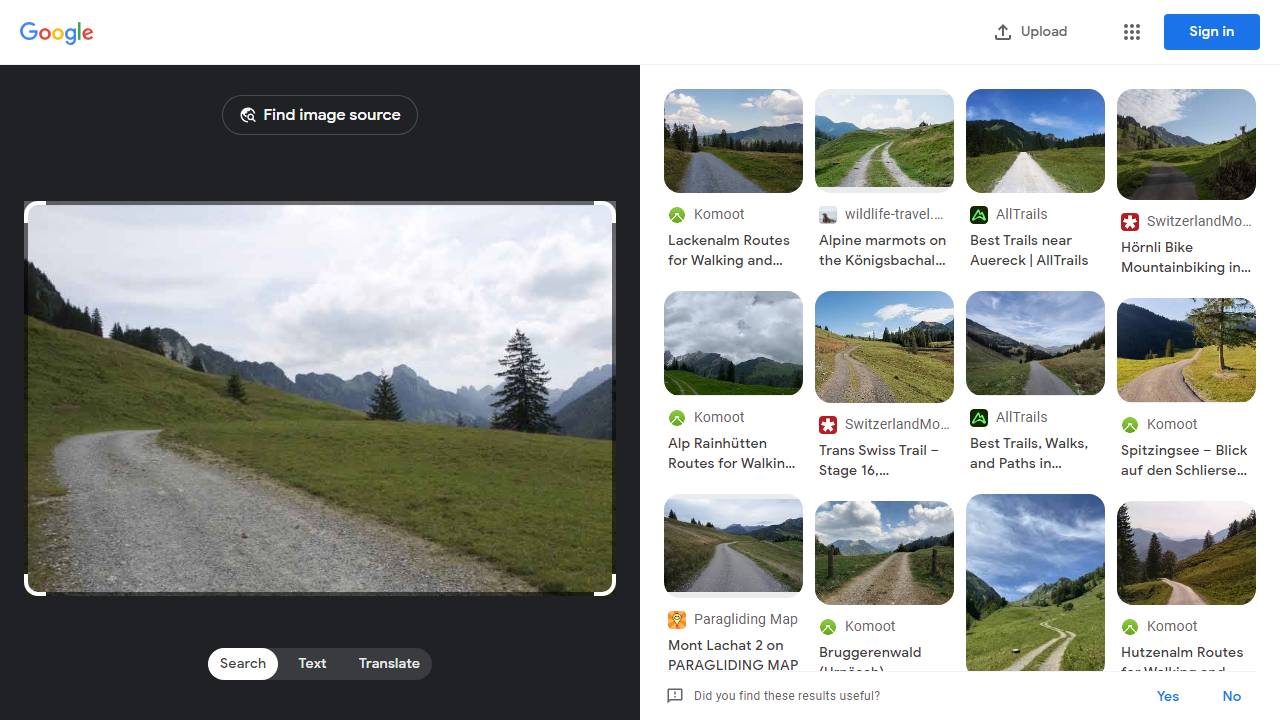 Google
Upload
Sign in
Find image source
Search
Text
Translate
Komoot
Lackenalm Routes
for Walking and...
wildlife-travel....
Alpine marmots on
the Königsbachal...
AllTrails
Best Trails near
Auereck | AllTrails
SwitzerlandMo...
Hörnli Bike
Mountainbiking in...
Komoot
Alp Rainhütten
Routes for Walkin...
SwitzerlandMo...
Trans Swiss Trail –
Stage 16,...
AllTrails
Best Trails, Walks,
and Paths in...
Komoot
Spitzingsee – Blick
auf den Schlierse...
Paragliding Map
Mont Lachat 2 on
PARAGLIDING MAP
Komoot
Bruggerenwald
(Urnäsch)
Komoot
Hutzenalm Routes
for Walking and
Did you find these results useful?
Yes
No